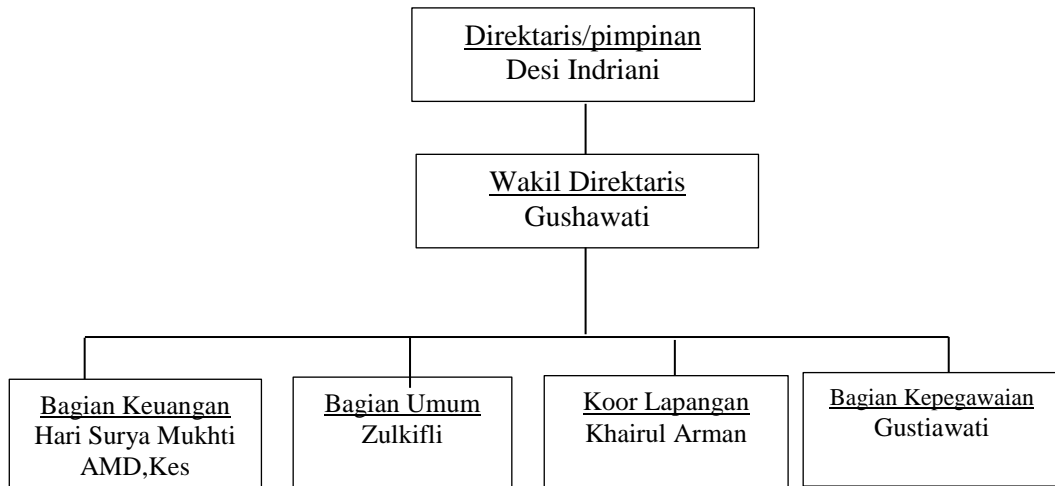 Direktaris/pimpinan
Desi Indriani
Wakil Direktaris
Gushawati
Bagian Keuangan
Hari Surya Mukhti
AMD,Kes
Bagian Umum
Zulkifli
Koor Lapangan
Khairul Arman
Bagian Kepegawaian
Gustiawati